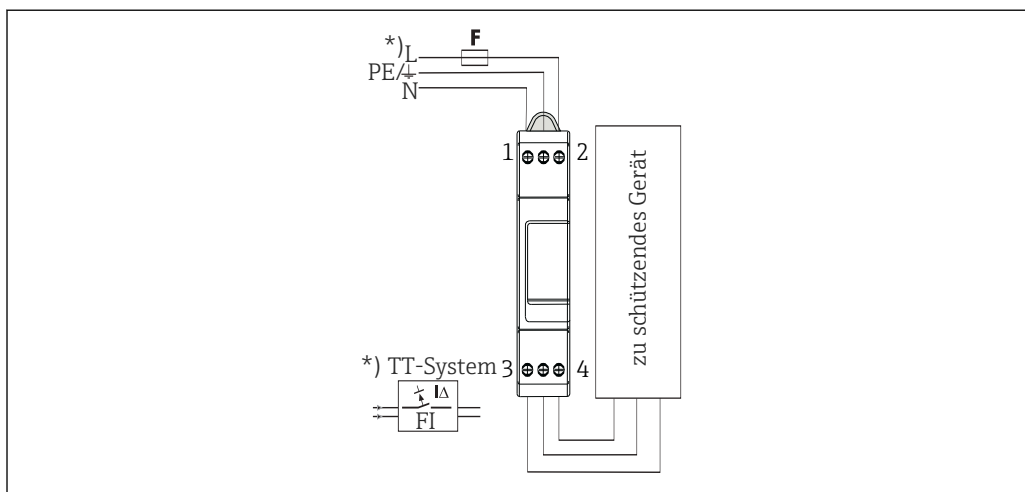 F
*)L
PE/⏚
N
1
2
zu schützendes Gerät
*) TT-System
3
4
IΔ
FI